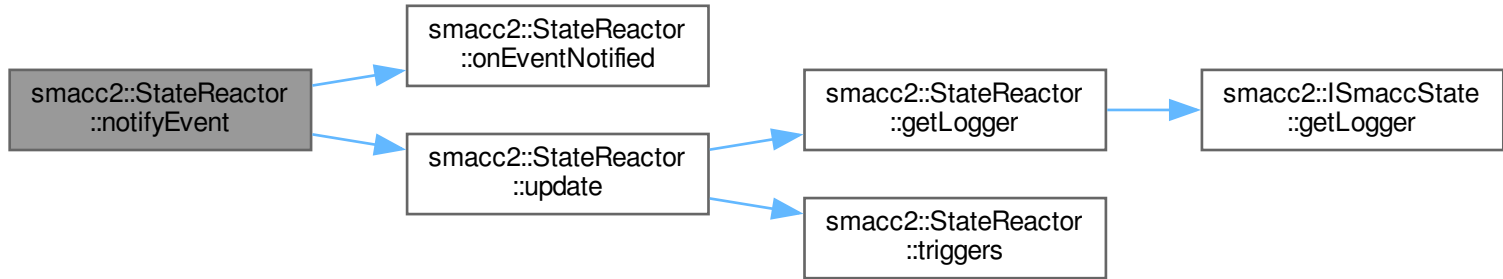 smacc2::StateReactor
::notifyEvent
smacc2::StateReactor
::onEventNotified
smacc2::StateReactor
::update
smacc2::StateReactor
::getLogger
smacc2::StateReactor
::triggers
smacc2::ISmaccState
::getLogger